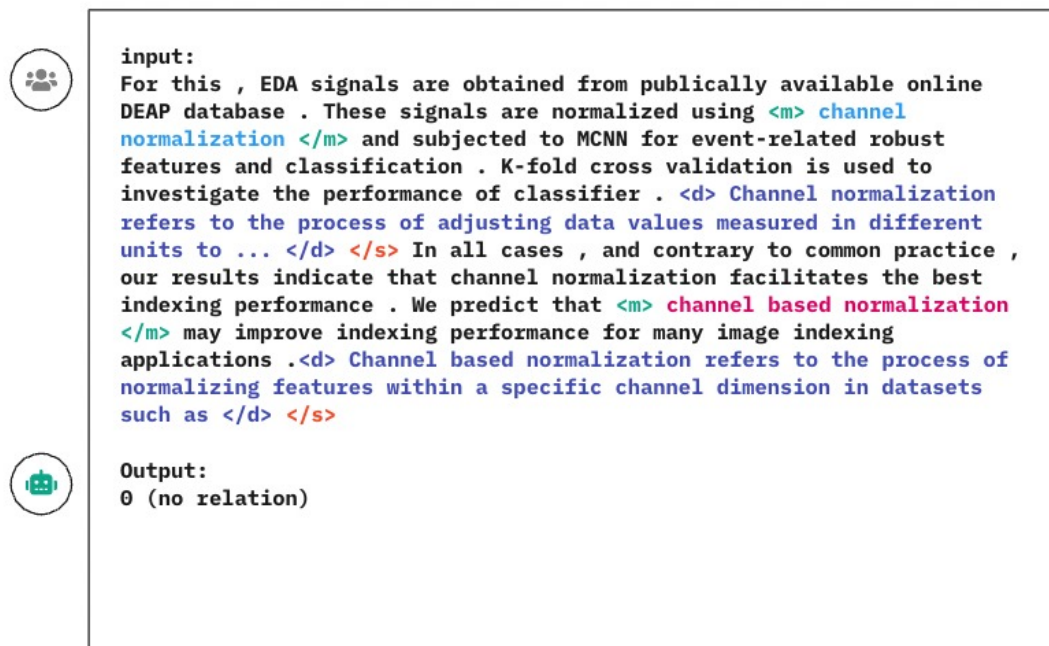 input:
For this , EDA signals are obtained from publically available online
DEAP database . These signals are normalized using <m> channel
normalization </m> and subjected to MCNN for event-related robust
features and classification . K-fold cross validation is used to
investigate the performance of classifier . <d> Channel normalization
refers to the process of adjusting data values measured in different
units to ... </d> </s> In all cases , and contrary to common practice ,
our results indicate that channel normalization facilitates the best
indexing performance . We predict that <m> channel based normalization
</m> may improve indexing performance for many image indexing
applications .<d> Channel based normalization refers to the process of
normalizing features within a specific channel dimension in datasets
such as </d> </s>
Output:
0 (no relation)